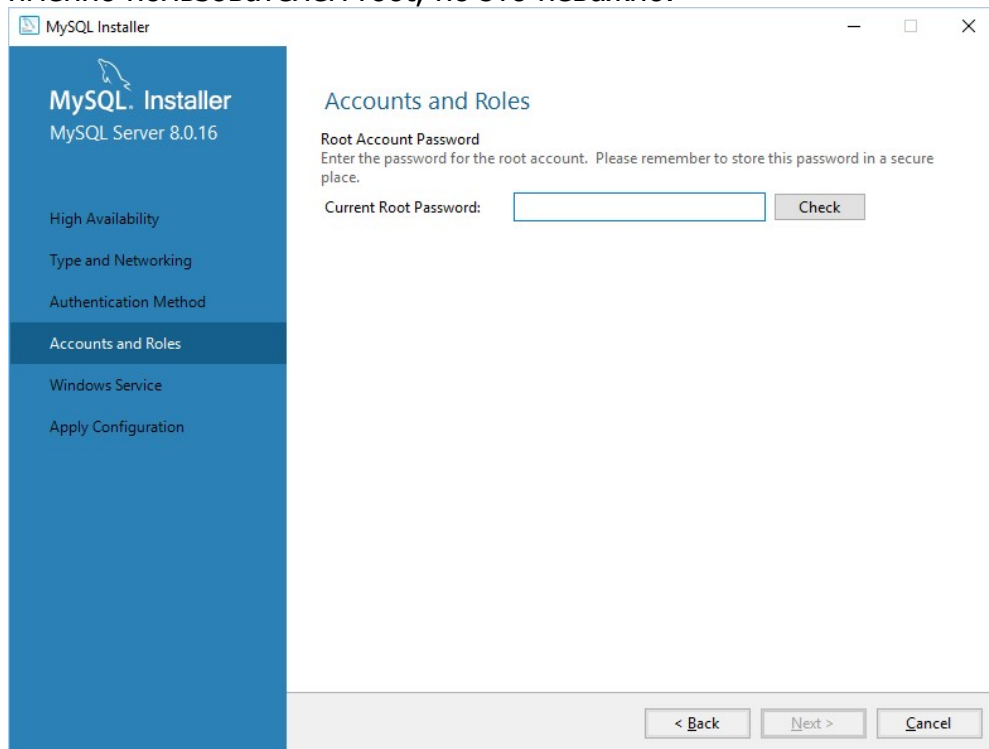 MySQL Installer
MySQL. Installer
MySQL Server 8.0.16
High Availability
Type and Networking
Authentication Method
Accounts and Roles
Windows Service
Apply Configuration
Accounts and Roles
Root Account Password
Enter the password for the root account. Please remember to store this password in a secure
place.
Current Root Password:
Check
< Back
Next >
Cancel